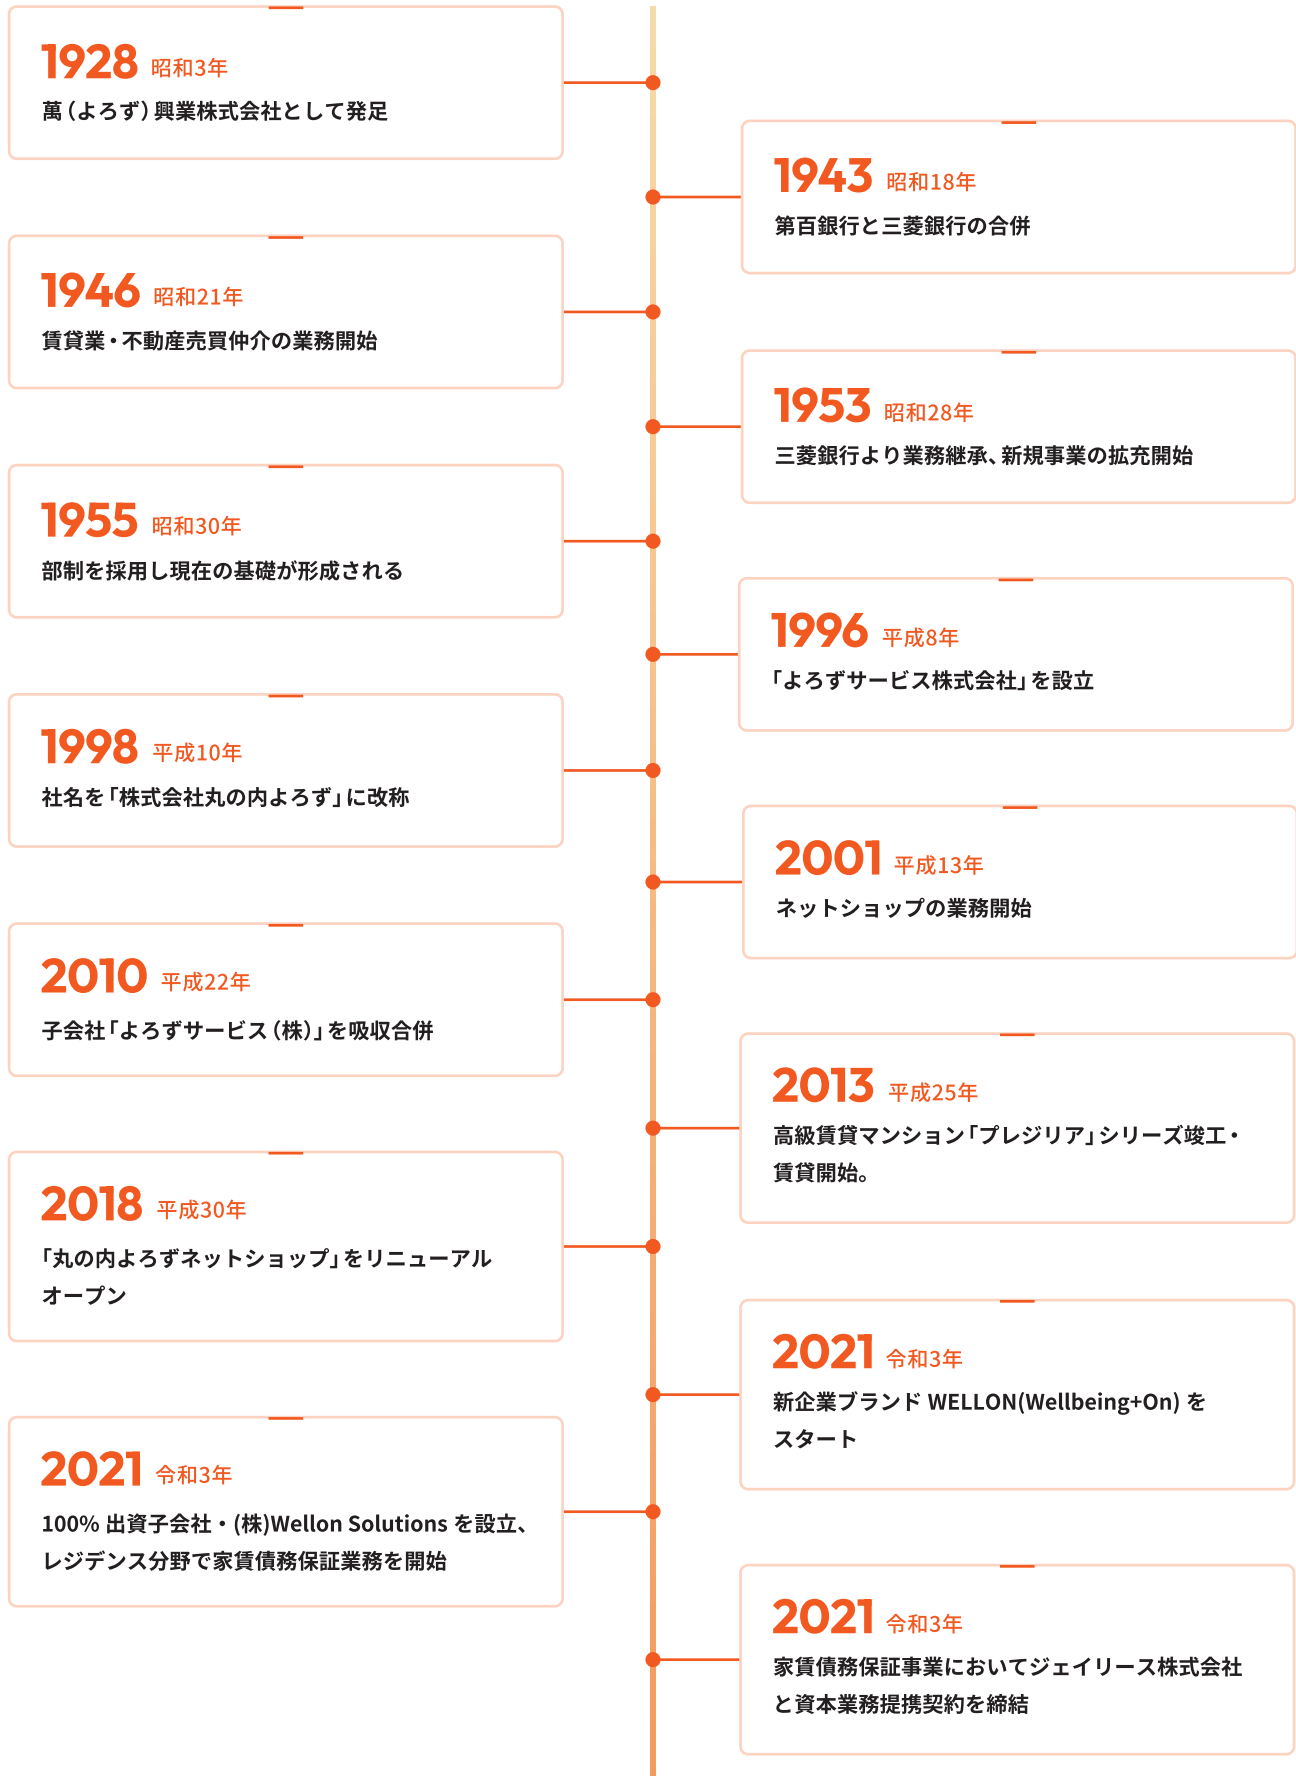 1928 昭和3年
萬（よろず）興業株式会社として発足
1943 昭和18年
第百銀行と三菱銀行の合併
1946 昭和21年
賃貸業・不動産売買仲介の業務開始
1953 昭和28年
三菱銀行より業務継承、新規事業の拡充開始
1955 昭和30年
部制を採用し現在の基礎が形成される
1996 平成8年
「よろずサービス株式会社」を設立
1998 平成10年
社名を「株式会社丸の内よろず」に改称
2001 平成13年
ネットショップの業務開始
2010 平成22年
子会社「よろずサービス（株）」を吸収合併
2013 平成25年
高級賃貸マンション「プレジリア」シリーズ竣工・
賃貸開始。
2018 平成30年
「丸の内よろずネットショップ」をリニューアル
オープン
2021 令和3年
新企業ブランド WELLON(Wellbeing+On) を
スタート
2021 令和3年
100% 出資子会社・(株)Wellon Solutions を設立、
レジデンス分野で家賃債務保証業務を開始
2021 令和3年
家賃債務保証事業においてジェイリース株式会社
と資本業務提携契約を締結